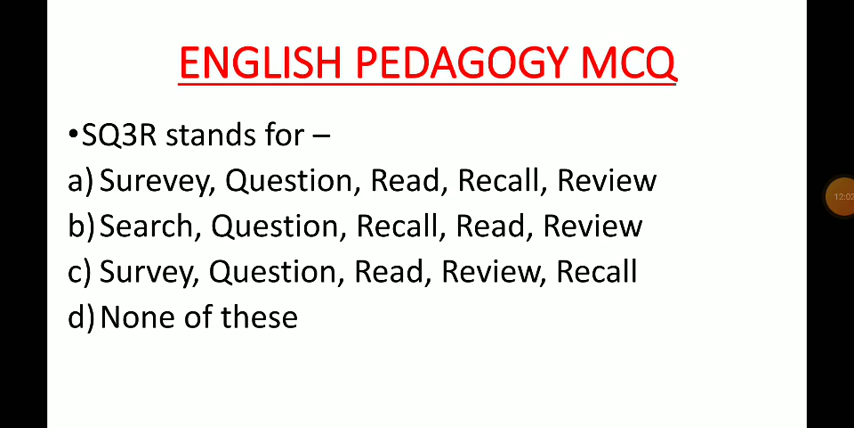 ENGLISH PEDAGOGY MCQ
•SQ3R stands for –
a) Surevey, Question, Read, Recall, Review
b) Search, Question, Recall, Read, Review
c) Survey, Question, Read, Review, Recall
d) None of these